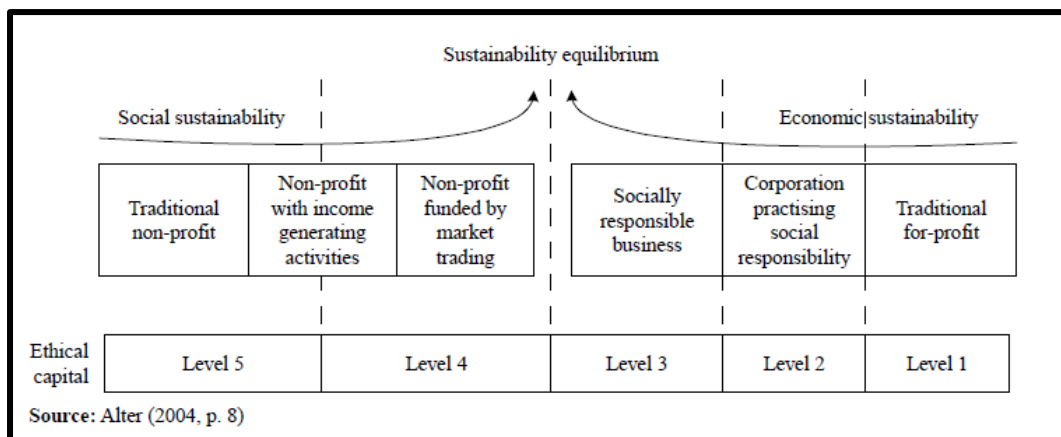 Sustainability equilibrium
Social sustainability
Economic sustainability
Traditional
non-profit
Non-profit
with income
generating
activities
Non-profit
funded by
market
trading
Socially
responsible
business
Corporation
practising
social
responsibility
Traditional
for-profit
Ethical
capital
Level 5
Level 4
Level 3
Level 2
Level 1
Source: Alter (2004, p. 8)